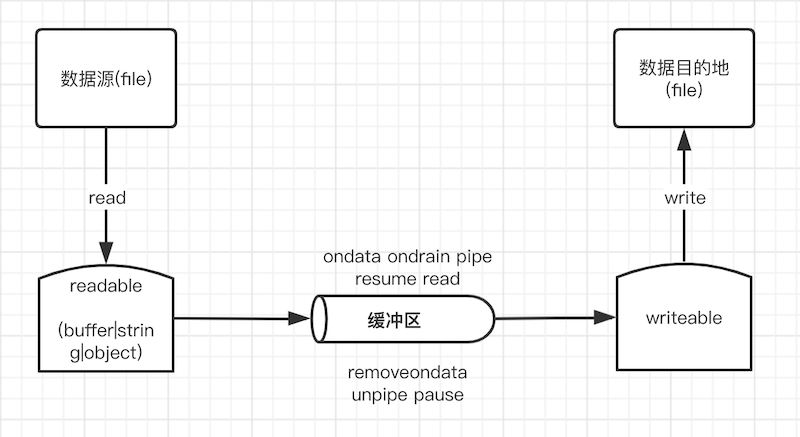 数据源(file)
数据目的地
(file)
read
write
ondata ondrain pipe
resume read
readable
(buffer|strin
g|object)
缓冲区
writeable
removeondata
unpipe pause